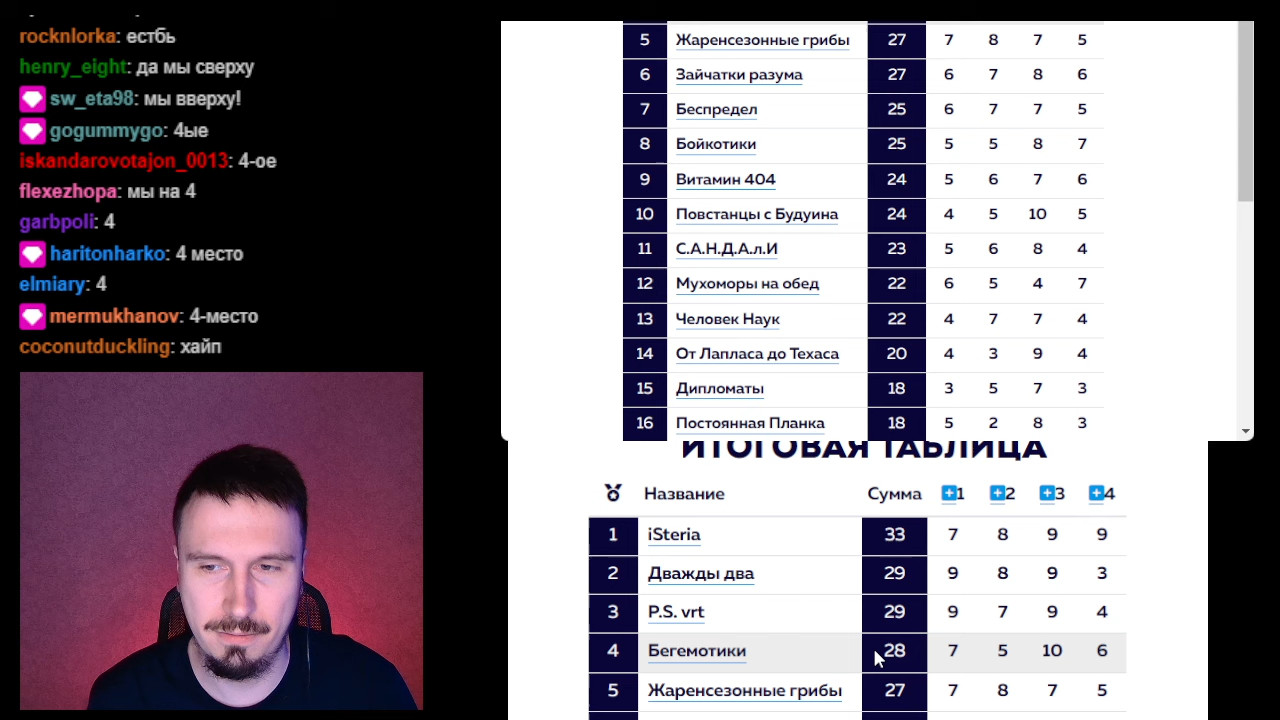 rocknlorka: естбь
henry_eight: да мы сверху
sw_eta98: мы вверху!
gogummygo: 4ые
iskandarovotajon_0013: 4-ое
flexezhopa: мы на 4
garbpoli: 4
haritonharko: 4 место
elmiary: 4
mermukhanov: 4-место
coconutduckling: хайп
5 Жаренсезонные грибы 27 7 8 7 5
6 Зайчатки разума 27 6 7 8 6
7 Беспредел 25 6 7 7 5
8 Бойкотики 25 5 5 8 7
9 Витамин 404 24 5 6 7 6
10 Повстанцы с Будуина 24 4 5 10 5
11 С.А.Н.Д.А.л.И 23 5 6 8 4
12 Мухоморы на обед 22 6 5 4 7
13 Человек Наук 22 4 7 7 4
14 От Лапласа до Техаса 20 4 3 9 4
15 Дипломаты 18 3 5 7 3
16 Постоянная Планка 18 5 2 8 3
ИТОГОВАЯ ТАБЛИЦА
Название Сумма +1 +2 +3 +4
1 iSteria 33 7 8 9 9
2 Дважды два 29 9 8 9 3
3 P.S. vrt 29 9 7 9 4
4 Бегемотики 28 7 5 10 6
5 Жаренсезонные грибы 27 7 8 7 5